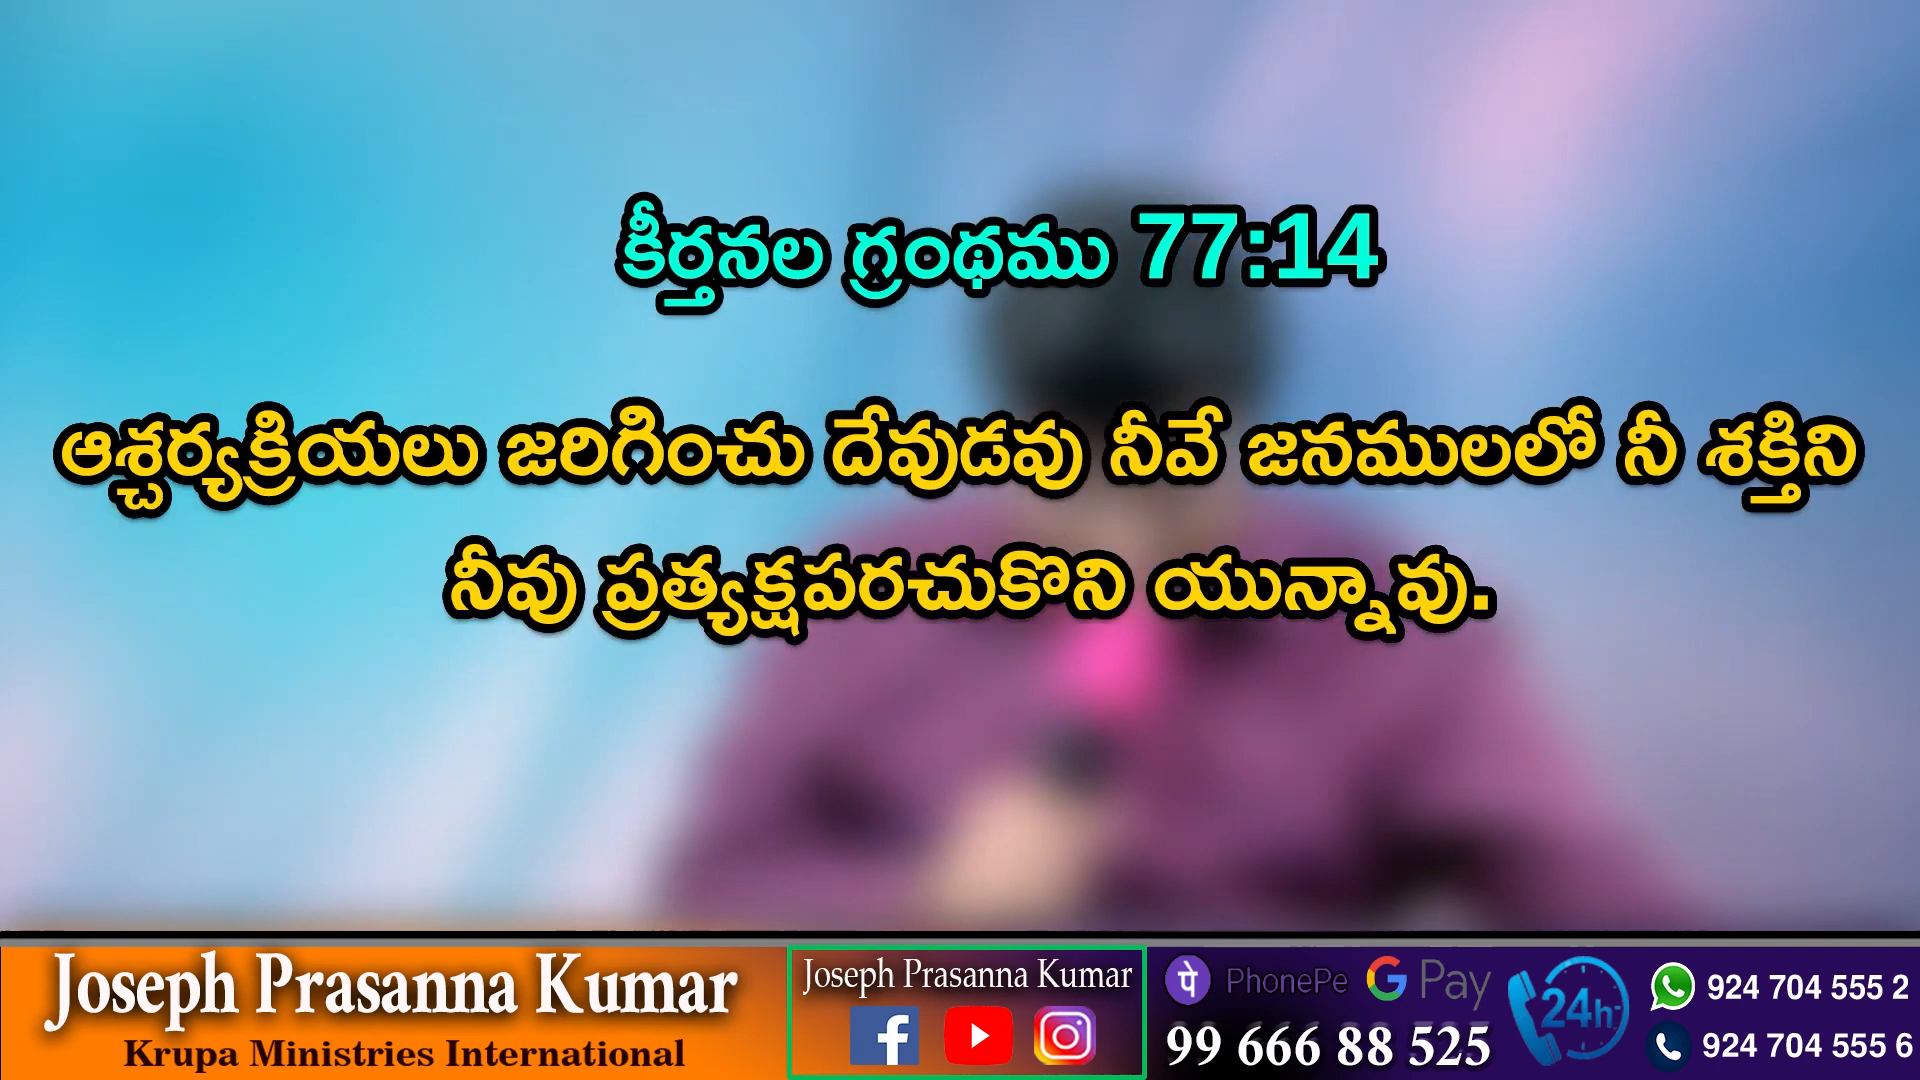 కీర్తనల గ్రంథము 77:14
ఆశ్చర్యక్రియలు జరిగించు దేవుడవు నీవే జనములలో నీ శక్తిని
నీవు ప్రత్యక్షపరచుకొని యున్నావు.
Joseph Prasanna Kumar
Krupa Ministries International
Joseph Prasanna Kumar
पे PhonePe G Pay
99 666 88 525
24h
924 704 555 2
924 704 555 6